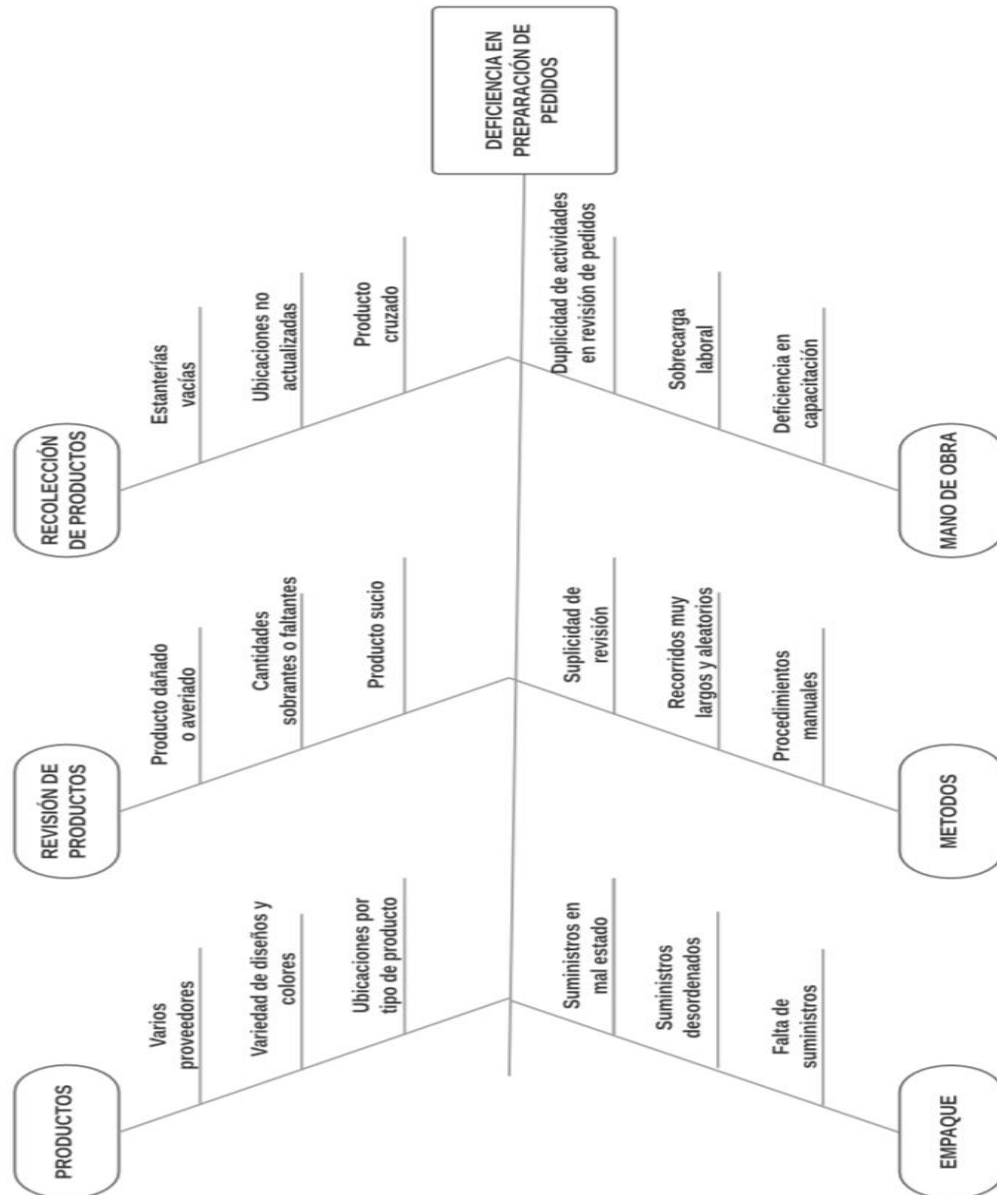 PRODUCTOS
Varios
proveedores
Variedad de diseños y
colores
Ubicaciones por
tipo de producto
REVISIÓN DE
PRODUCTOS
Producto dañado
o averiado
Cantidades
sobrantes o faltantes
Producto sucio
RECOLECCIÓN
DE PRODUCTOS
Estanterías
vacías
Ubicaciones no
actualizadas
Producto
cruzado
DEFICIENCIA EN
PREPARACIÓN DE
PEDIDOS
Suministros en
mal estado
Suministros
desordenados
Falta de
suministros
EMPAQUE
Suplicidad de
revisión
Recorridos muy
largos y aleatorios
Procedimientos
manuales
METODOS
Duplicidad de actividades
en revisión de pedidos
Sobrecarga
laboral
Deficiencia en
capacitación
MANO DE OBRA